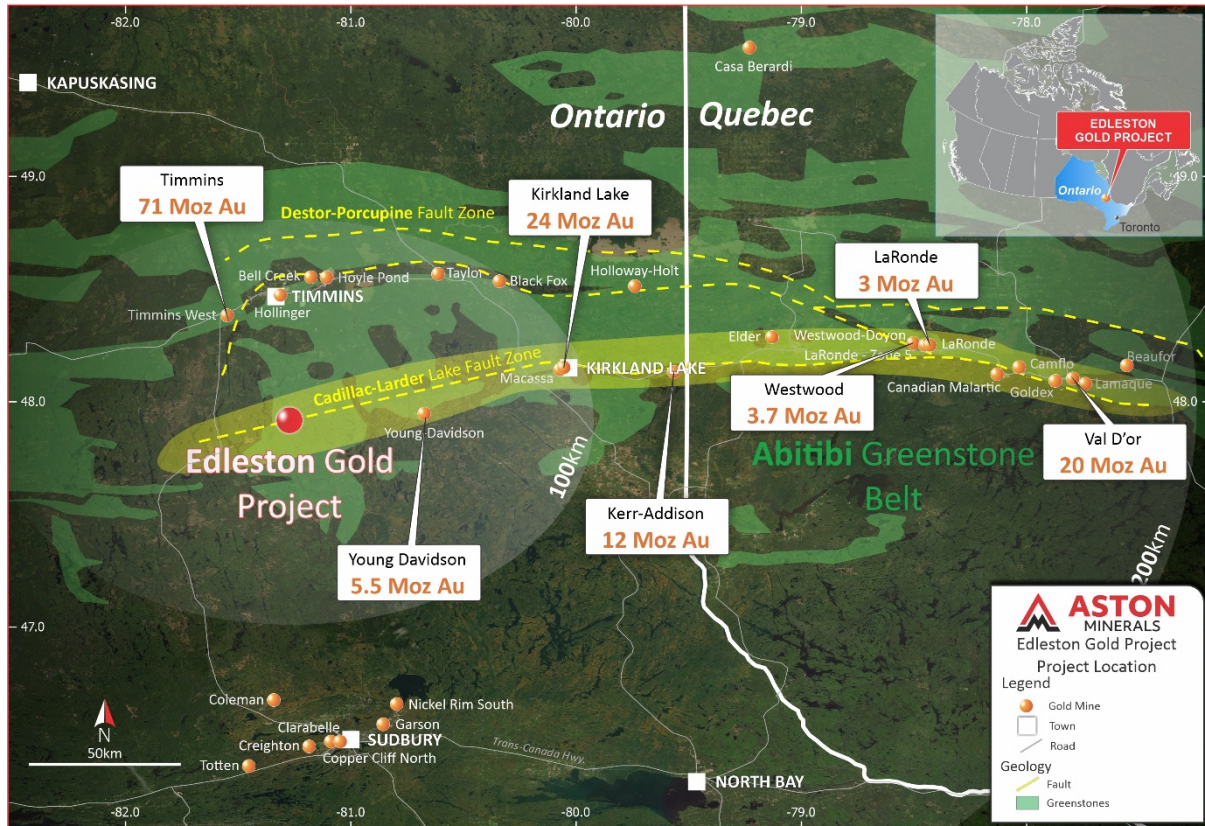 -82.0
-81.0
-80.0
-79.0
-78.0
KAPUSKASING
Casa Berardi
Ontario
Quebec
EDLESTON
GOLD PROJECT
Ontario
Toronto
49.0
49.0
Timmins
71 Moz Au
Destor-Porcupine Fault Zone
Kirkland Lake
24 Moz Au
LaRonde
3 Moz Au
Bell Creek
Hoyle Pond
Taylor
Black Fox
Holloway-Holt
TIMMINS
Hollinger
Timmins West
Elder
Westwood-Doyon
LaRonde
LaRonde - Zone 5
Cadillac-Larder Lake Fault Zone
Macassa
KIRKLAND LAKE
Camflo
Beaufor
Canadian Malartic
Goldex
Lamaque
48.0
48.0
Westwood
3.7 Moz Au
Young Davidson
Edleston Gold
Project
100km
Abitibi Greenstone
Belt
Val D'or
20 Moz Au
Kerr-Addison
12 Moz Au
Young Davidson
5.5 Moz Au
200km
47.0
ASTON
MINERALS
Edleston Gold Project
Project Location
Legend
Gold Mine
Town
Road
Geology
Fault
Greenstones
Coleman
Nickel Rim South
Clarabelle
Garson
Creighton
SUDBURY
Copper Cliff North
Totten
Trans-Canada Hwy.
NORTH BAY
N
50km
-82.0
-81.0
-80.0
-79.0